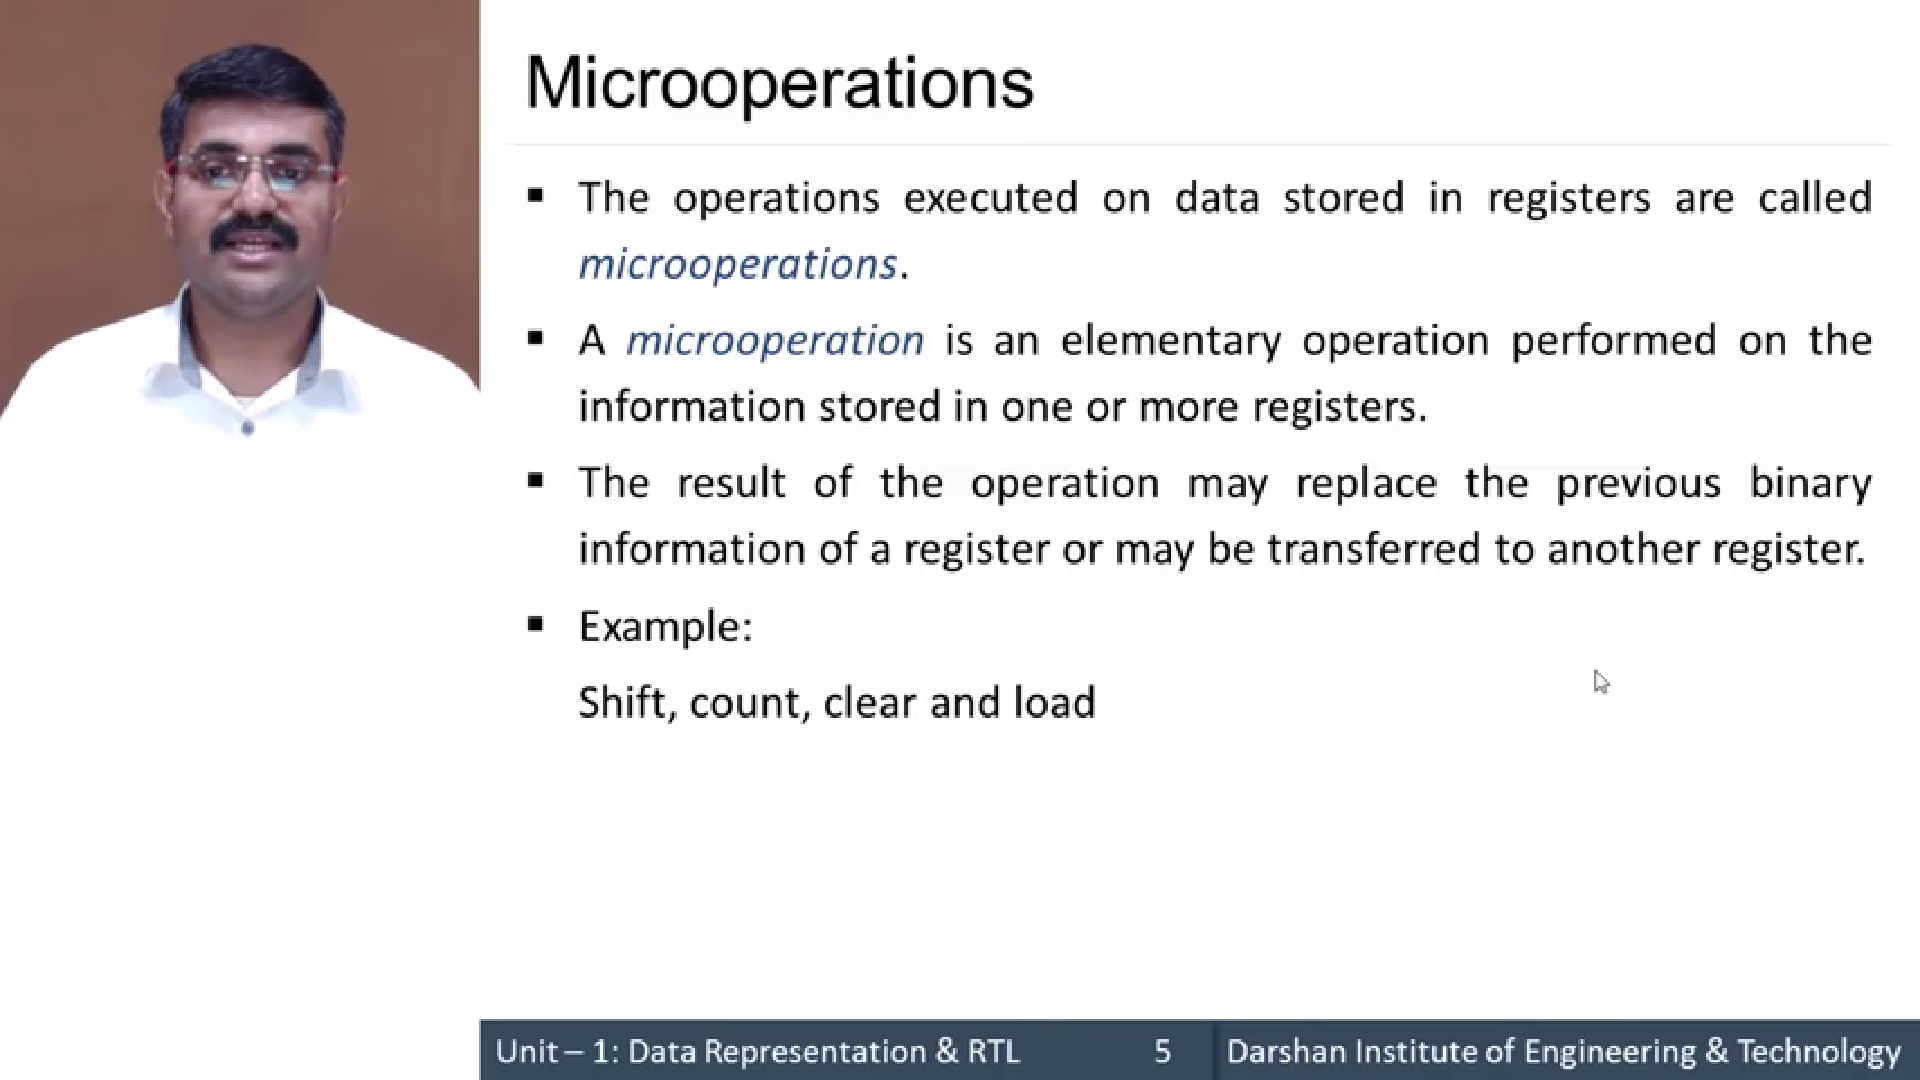 Microoperations
▪ The operations executed on data stored in registers are called
microoperations.
▪ A microoperation is an elementary operation performed on the
information stored in one or more registers.
▪ The result of the operation may replace the previous binary
information of a register or may be transferred to another register.
▪ Example:
Shift, count, clear and load
Unit – 1: Data Representation & RTL 5 Darshan Institute of Engineering & Technology